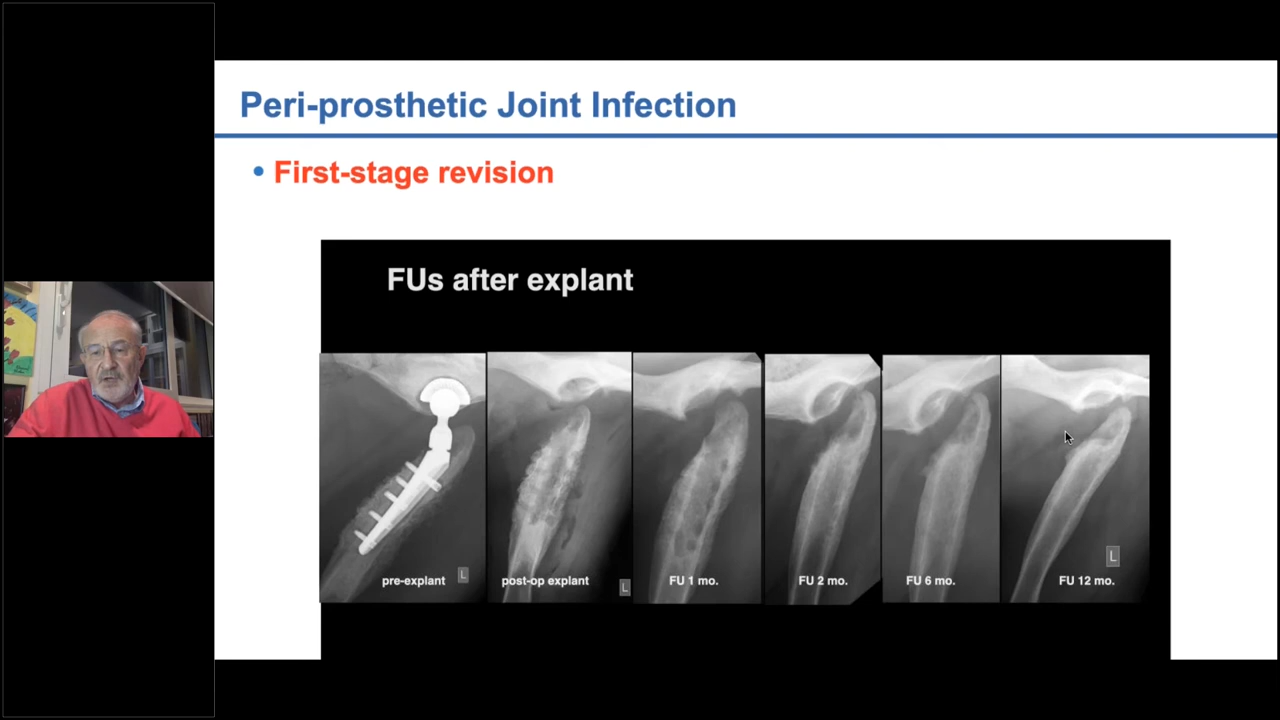 Peri-prosthetic Joint Infection
• First-stage revision
FUs after explant
pre-explant L
post-op explant L
FU 1 mo.
FU 2 mo.
FU 6 mo.
L
FU 12 mo.